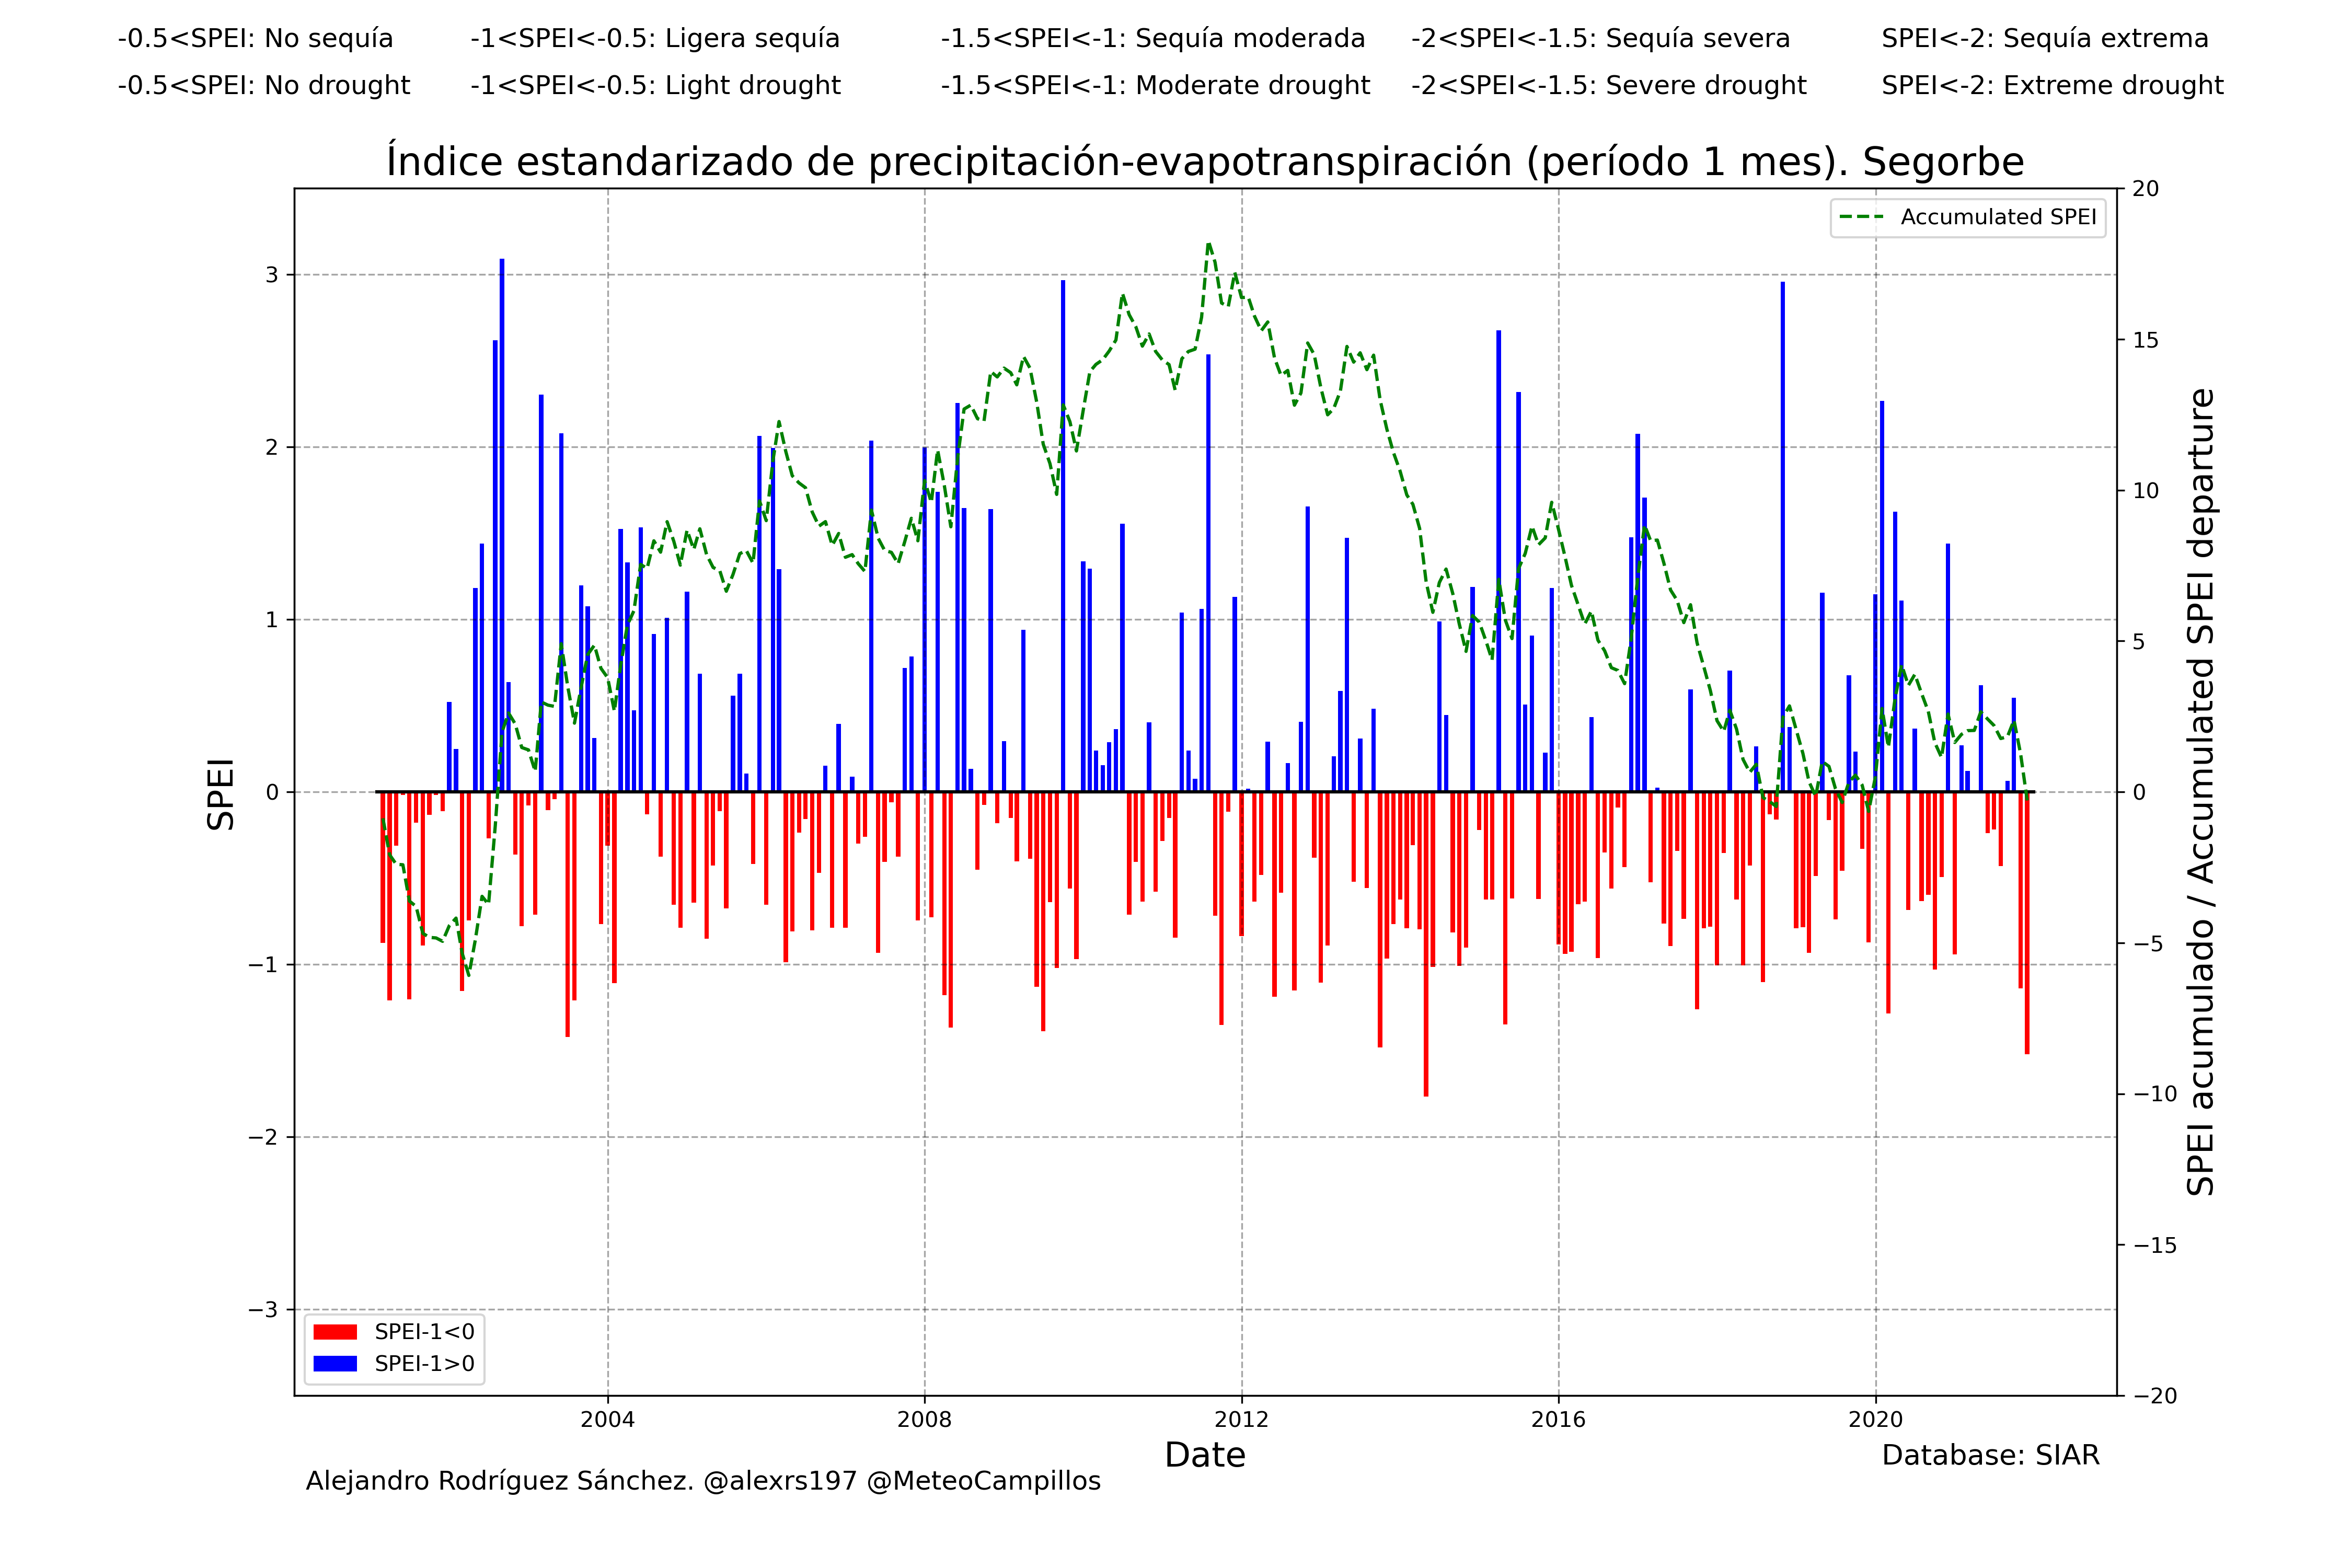 -0.5<SPEI: No sequía -1<SPEI<-0.5: Ligera sequía -1.5<SPEI<-1: Sequía moderada -2<SPEI<-1.5: Sequía severa SPEI<-2: Sequía extrema
-0.5<SPEI: No drought -1<SPEI<-0.5: Light drought -1.5<SPEI<-1: Moderate drought -2<SPEI<-1.5: Severe drought SPEI<-2: Extreme drought
Índice estandarizado de precipitación-evapotranspiración (período 1 mes). Segorbe
Accumulated SPEI
SPEI
3
2
1
0
−1
−2
−3
20
15
10
5
0
−5
−10
−15
−20
SPEI acumulado / Accumulated SPEI departure
SPEI-1<0
SPEI-1>0
2004 2008 2012 2016 2020
Date
Database: SIAR
Alejandro Rodríguez Sánchez. @alexrs197 @MeteoCampillos